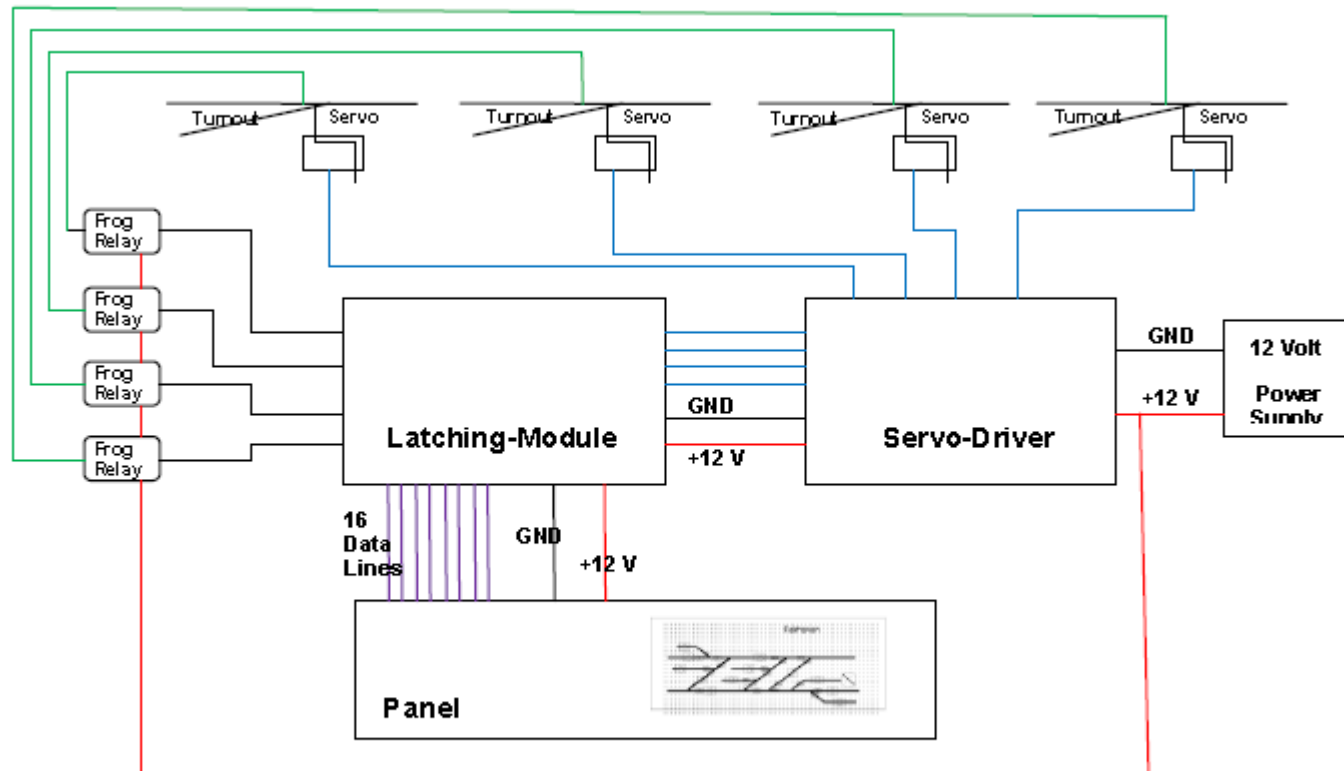 Turnout
Servo
Turnout
Servo
Turnout
Servo
Turnout
Servo
Frog
Relay
Frog
Relay
Frog
Relay
Frog
Relay
Latching-Module
GND
+12 V
Servo-Driver
GND
+12 V
12 Volt
Power
Supply
16
Data
Lines
GND
+12 V
Panel